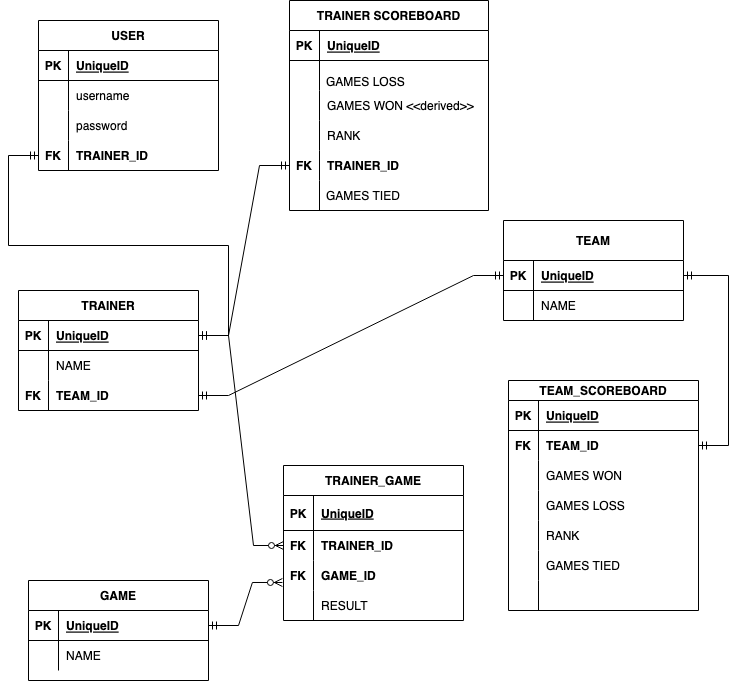 USER
PK UniqueID
username
password
FK TRAINER_ID
TRAINER SCOREBOARD
PK UniqueID
GAMES LOSS
GAMES WON <<derived>>
RANK
FK TRAINER_ID
GAMES TIED
TEAM
PK UniqueID
NAME
TRAINER
PK UniqueID
NAME
FK TEAM_ID
TEAM_SCOREBOARD
PK UniqueID
FK TEAM_ID
GAMES WON
GAMES LOSS
RANK
GAMES TIED
TRAINER_GAME
PK UniqueID
FK TRAINER_ID
FK GAME_ID
RESULT
GAME
PK UniqueID
NAME